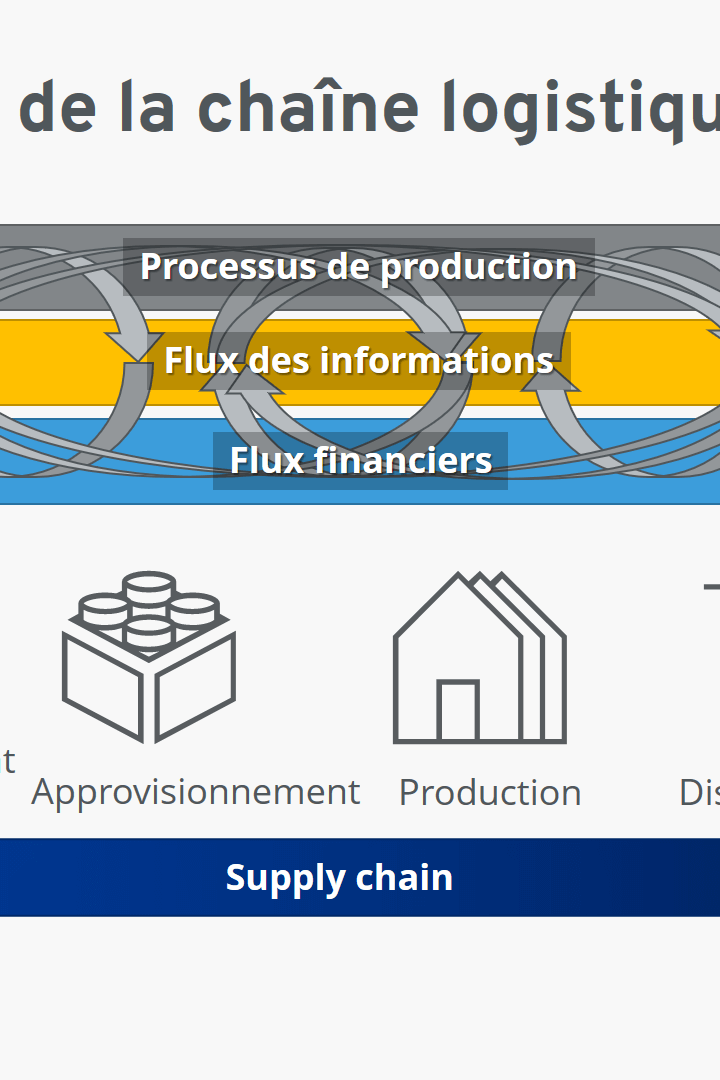 de la chaîne logistiqu
Processus de production
Flux des informations
Flux financiers
Approvisionnement
Production
Supply chain